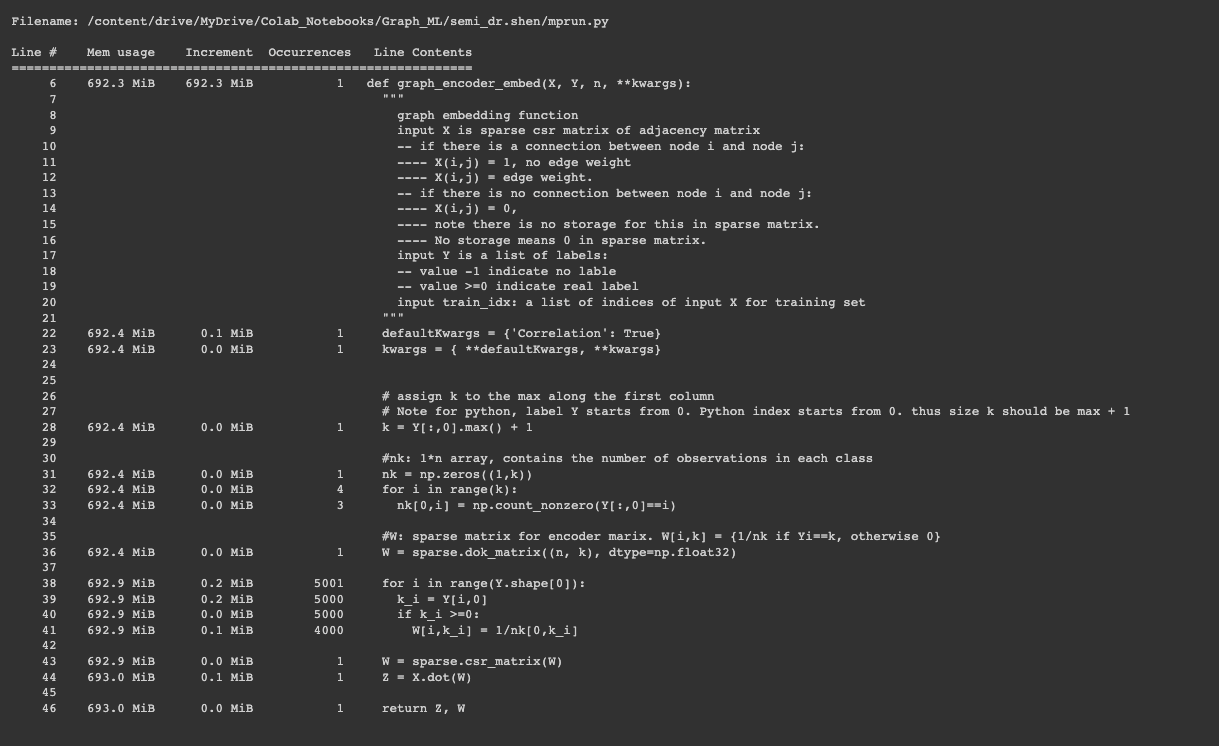 Filename: /content/drive/MyDrive/Colab_Notebooks/Graph_ML/semi_dr.shen/mprun.py
Line #    Mem usage    Increment  Occurrences   Line Contents
=============================================================
     6    692.3 MiB    692.3 MiB           1   def graph_encoder_embed(X, Y, n, **kwargs):
     7                                           """
     8                                             graph embedding function
     9                                             input X is sparse csr matrix of adjacency matrix
    10                                             -- if there is a connection between node i and node j:
    11                                             ---- X(i,j) = 1, no edge weight
    12                                             ---- X(i,j) = edge weight.
    13                                             -- if there is no connection between node i and node j:
    14                                             ---- X(i,j) = 0,
    15                                             ---- note there is no storage for this in sparse matrix.
    16                                             ---- No storage means 0 in sparse matrix.
    17                                             input Y is a list of labels:
    18                                             -- value -1 indicate no lable
    19                                             -- value >=0 indicate real label
    20                                             input train_idx: a list of indices of input X for training set
    21                                           """
    22    692.4 MiB      0.1 MiB           1     defaultKwargs = {'Correlation': True}
    23    692.4 MiB      0.0 MiB           1     kwargs = { **defaultKwargs, **kwargs}
    24
    25
    26                                           # assign k to the max along the first column
    27                                           # Note for python, label Y starts from 0. Python index starts from 0. thus size k should be max + 1
    28    692.4 MiB      0.0 MiB           1     k = Y[:,0].max() + 1
    29
    30                                           #nk: 1*n array, contains the number of observations in each class
    31    692.4 MiB      0.0 MiB           1     nk = np.zeros((1,k))
    32    692.4 MiB      0.0 MiB           4     for i in range(k):
    33    692.4 MiB      0.0 MiB           3       nk[0,i] = np.count_nonzero(Y[:,0]==i)
    34
    35                                           #W: sparse matrix for encoder marix. W[i,k] = {1/nk if Yi==k, otherwise 0}
    36    692.4 MiB      0.0 MiB           1     W = sparse.dok_matrix((n, k), dtype=np.float32)
    37
    38    692.9 MiB      0.2 MiB        5001     for i in range(Y.shape[0]):
    39    692.9 MiB      0.2 MiB        5000       k_i = Y[i,0]
    40    692.9 MiB      0.0 MiB        5000       if k_i >=0:
    41    692.9 MiB      0.1 MiB        4000         W[i,k_i] = 1/nk[0,k_i]
    42
    43    692.9 MiB      0.0 MiB           1     W = sparse.csr_matrix(W)
    44    693.0 MiB      0.1 MiB           1     Z = X.dot(W)
    45
    46    693.0 MiB      0.0 MiB           1     return Z, W